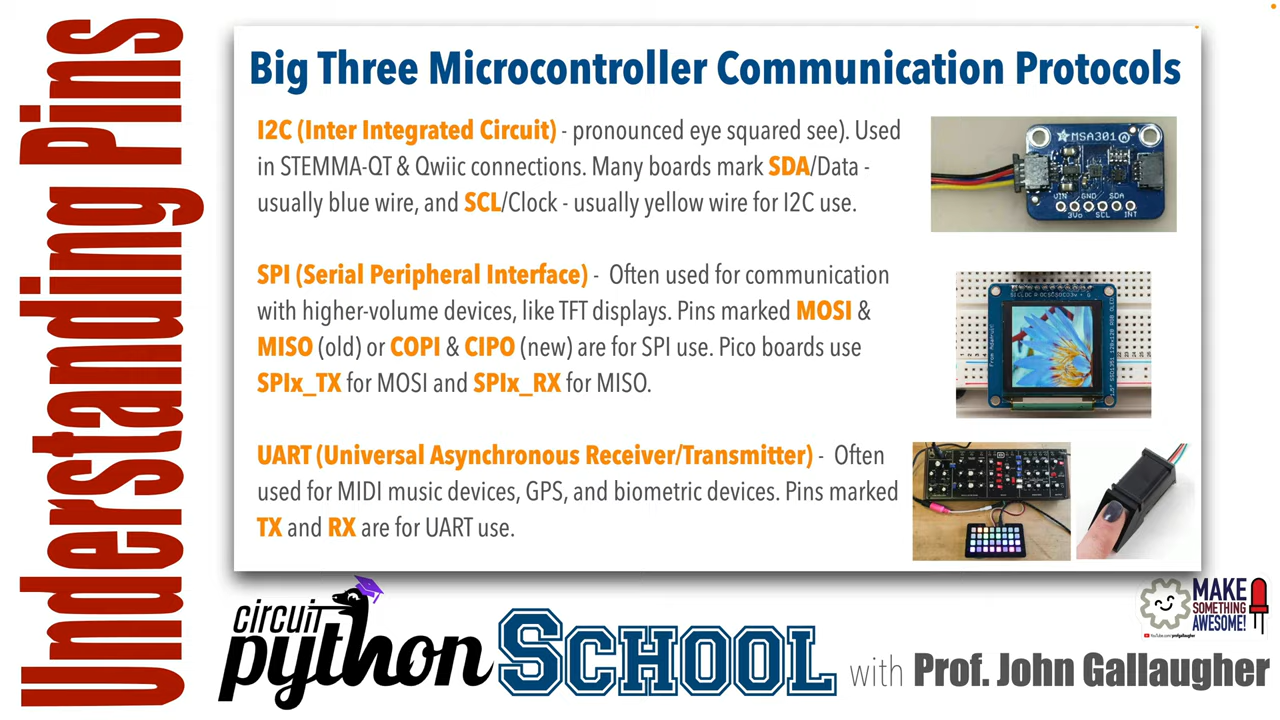 Understanding Pins
Big Three Microcontroller Communication Protocols
I2C (Inter Integrated Circuit) - pronounced eye squared see). Used
in STEMMA-QT & Qwiic connections. Many boards mark SDA/Data -
usually blue wire, and SCL/Clock - usually yellow wire for I2C use.
MSA301
VIN GND SDA
3Vo SCL INT
SPI (Serial Peripheral Interface) - Often used for communication
with higher-volume devices, like TFT displays. Pins marked MOSI &
MISO (old) or COPI & CIPO (new) are for SPI use. Pico boards use
SPIx_TX for MOSI and SPIx_RX for MISO.
UART (Universal Asynchronous Receiver/Transmitter) - Often
used for MIDI music devices, GPS, and biometric devices. Pins marked
TX and RX are for UART use.
circuit
python SCHOOL with Prof. John Gallaugher
MAKE
SOMETHING
AWESOME!
YouTube.com/profgallaugher